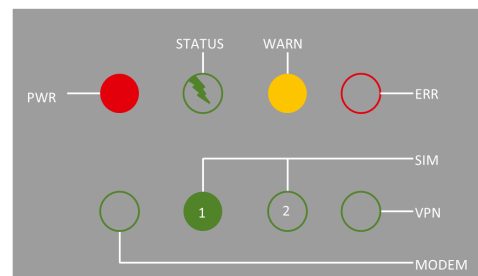 STATUS WARN
PWR ERR
SIM
1 2 VPN
MODEM